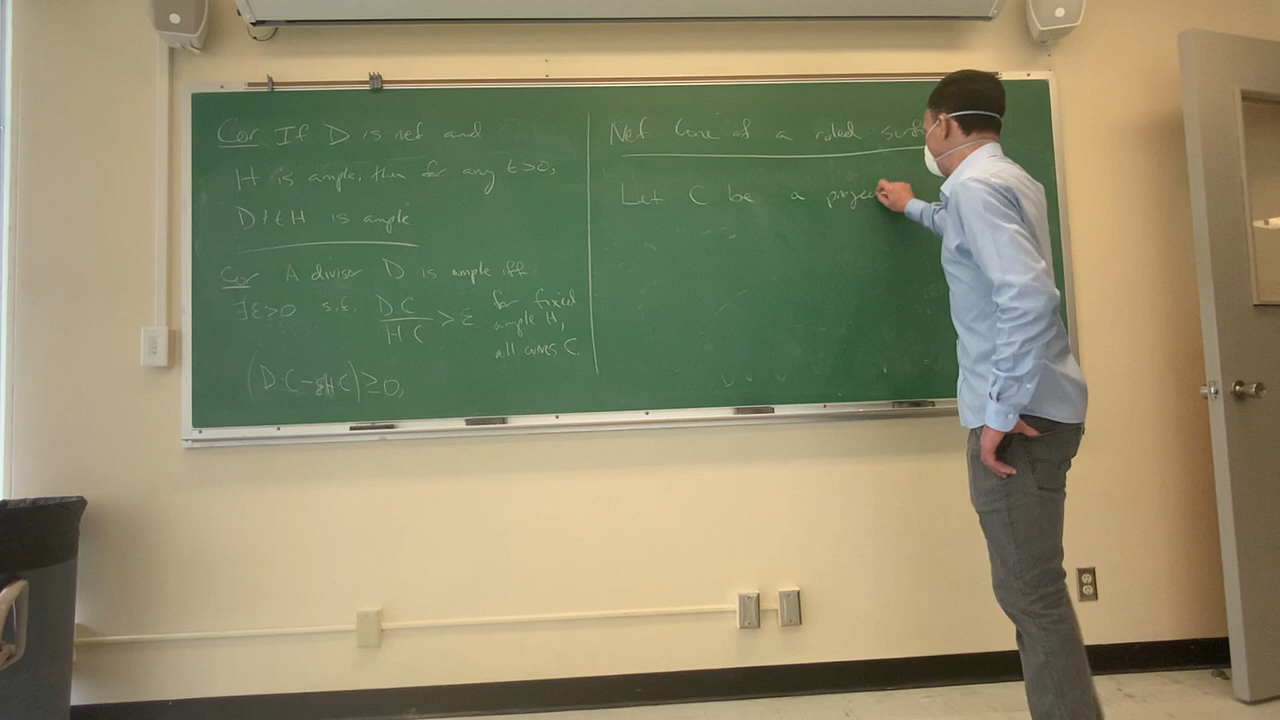 Cor: If D is nef and
H is ample, then for any t>0,
D+tH is ample
Cor A divisor D is ample iff
∃ε>0 s.t. D·C / H·C > ε for fixed
ample H,
all curves C.
(D·C-εH·C)≥0,
Nef Cone of a ruled surf
Let C be a projec